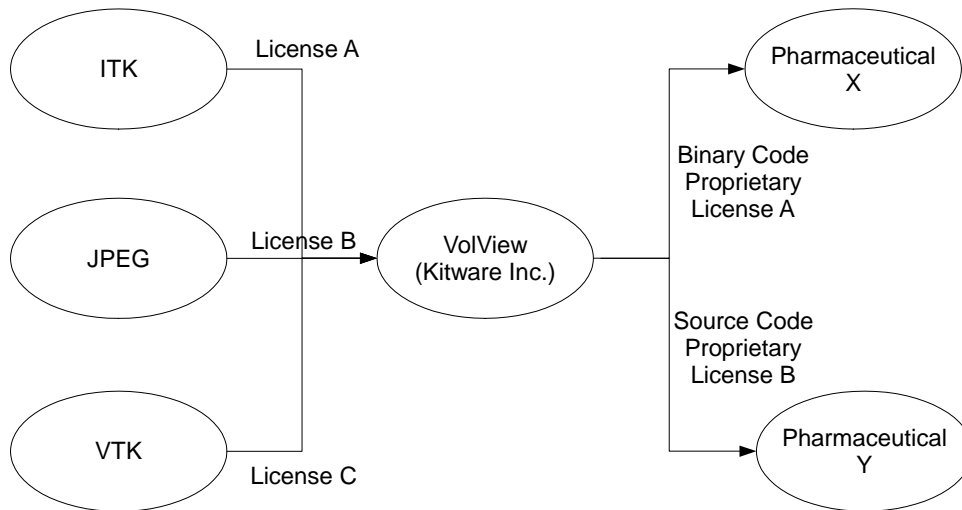 ITK
License A
JPEG
License B
VTK
License C
VolView
(Kitware Inc.)
Pharmaceutical
X
Binary Code
Proprietary
License A
Source Code
Proprietary
License B
Pharmaceutical
Y